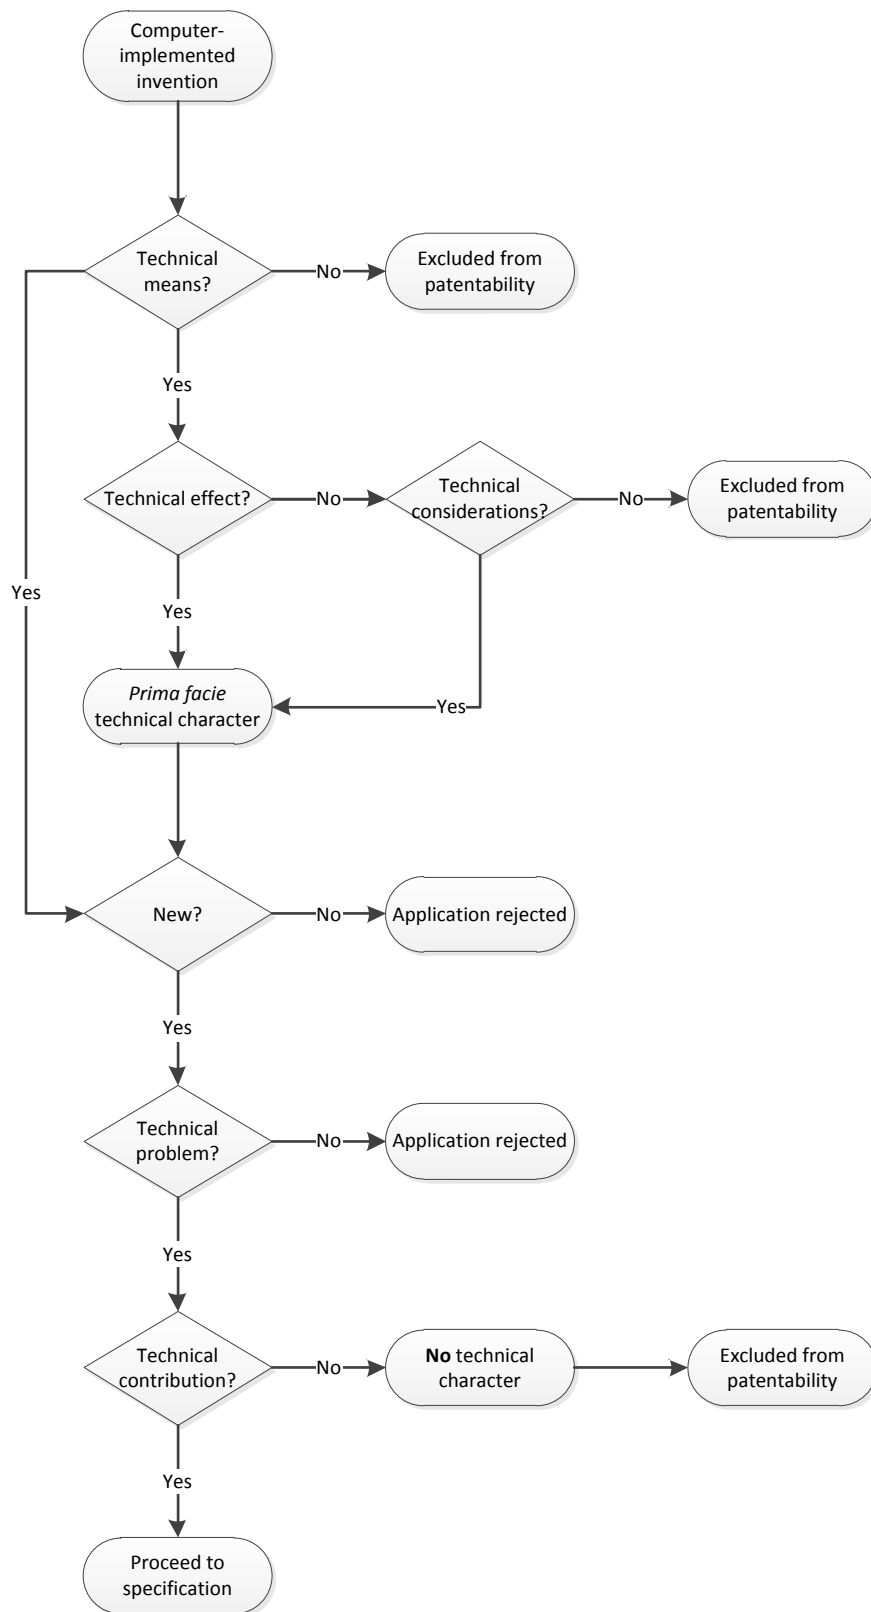 Computer-
implemented
invention
Technical
means?
No
Excluded from
patentability
Yes
Technical effect?
No
Technical
considerations?
No
Excluded from
patentability
Yes
Yes
Prima facie
technical character
Yes
New?
No
Application rejected
Yes
Technical
problem?
No
Application rejected
Yes
Technical
contribution?
No
No technical
character
Excluded from
patentability
Yes
Proceed to
specification